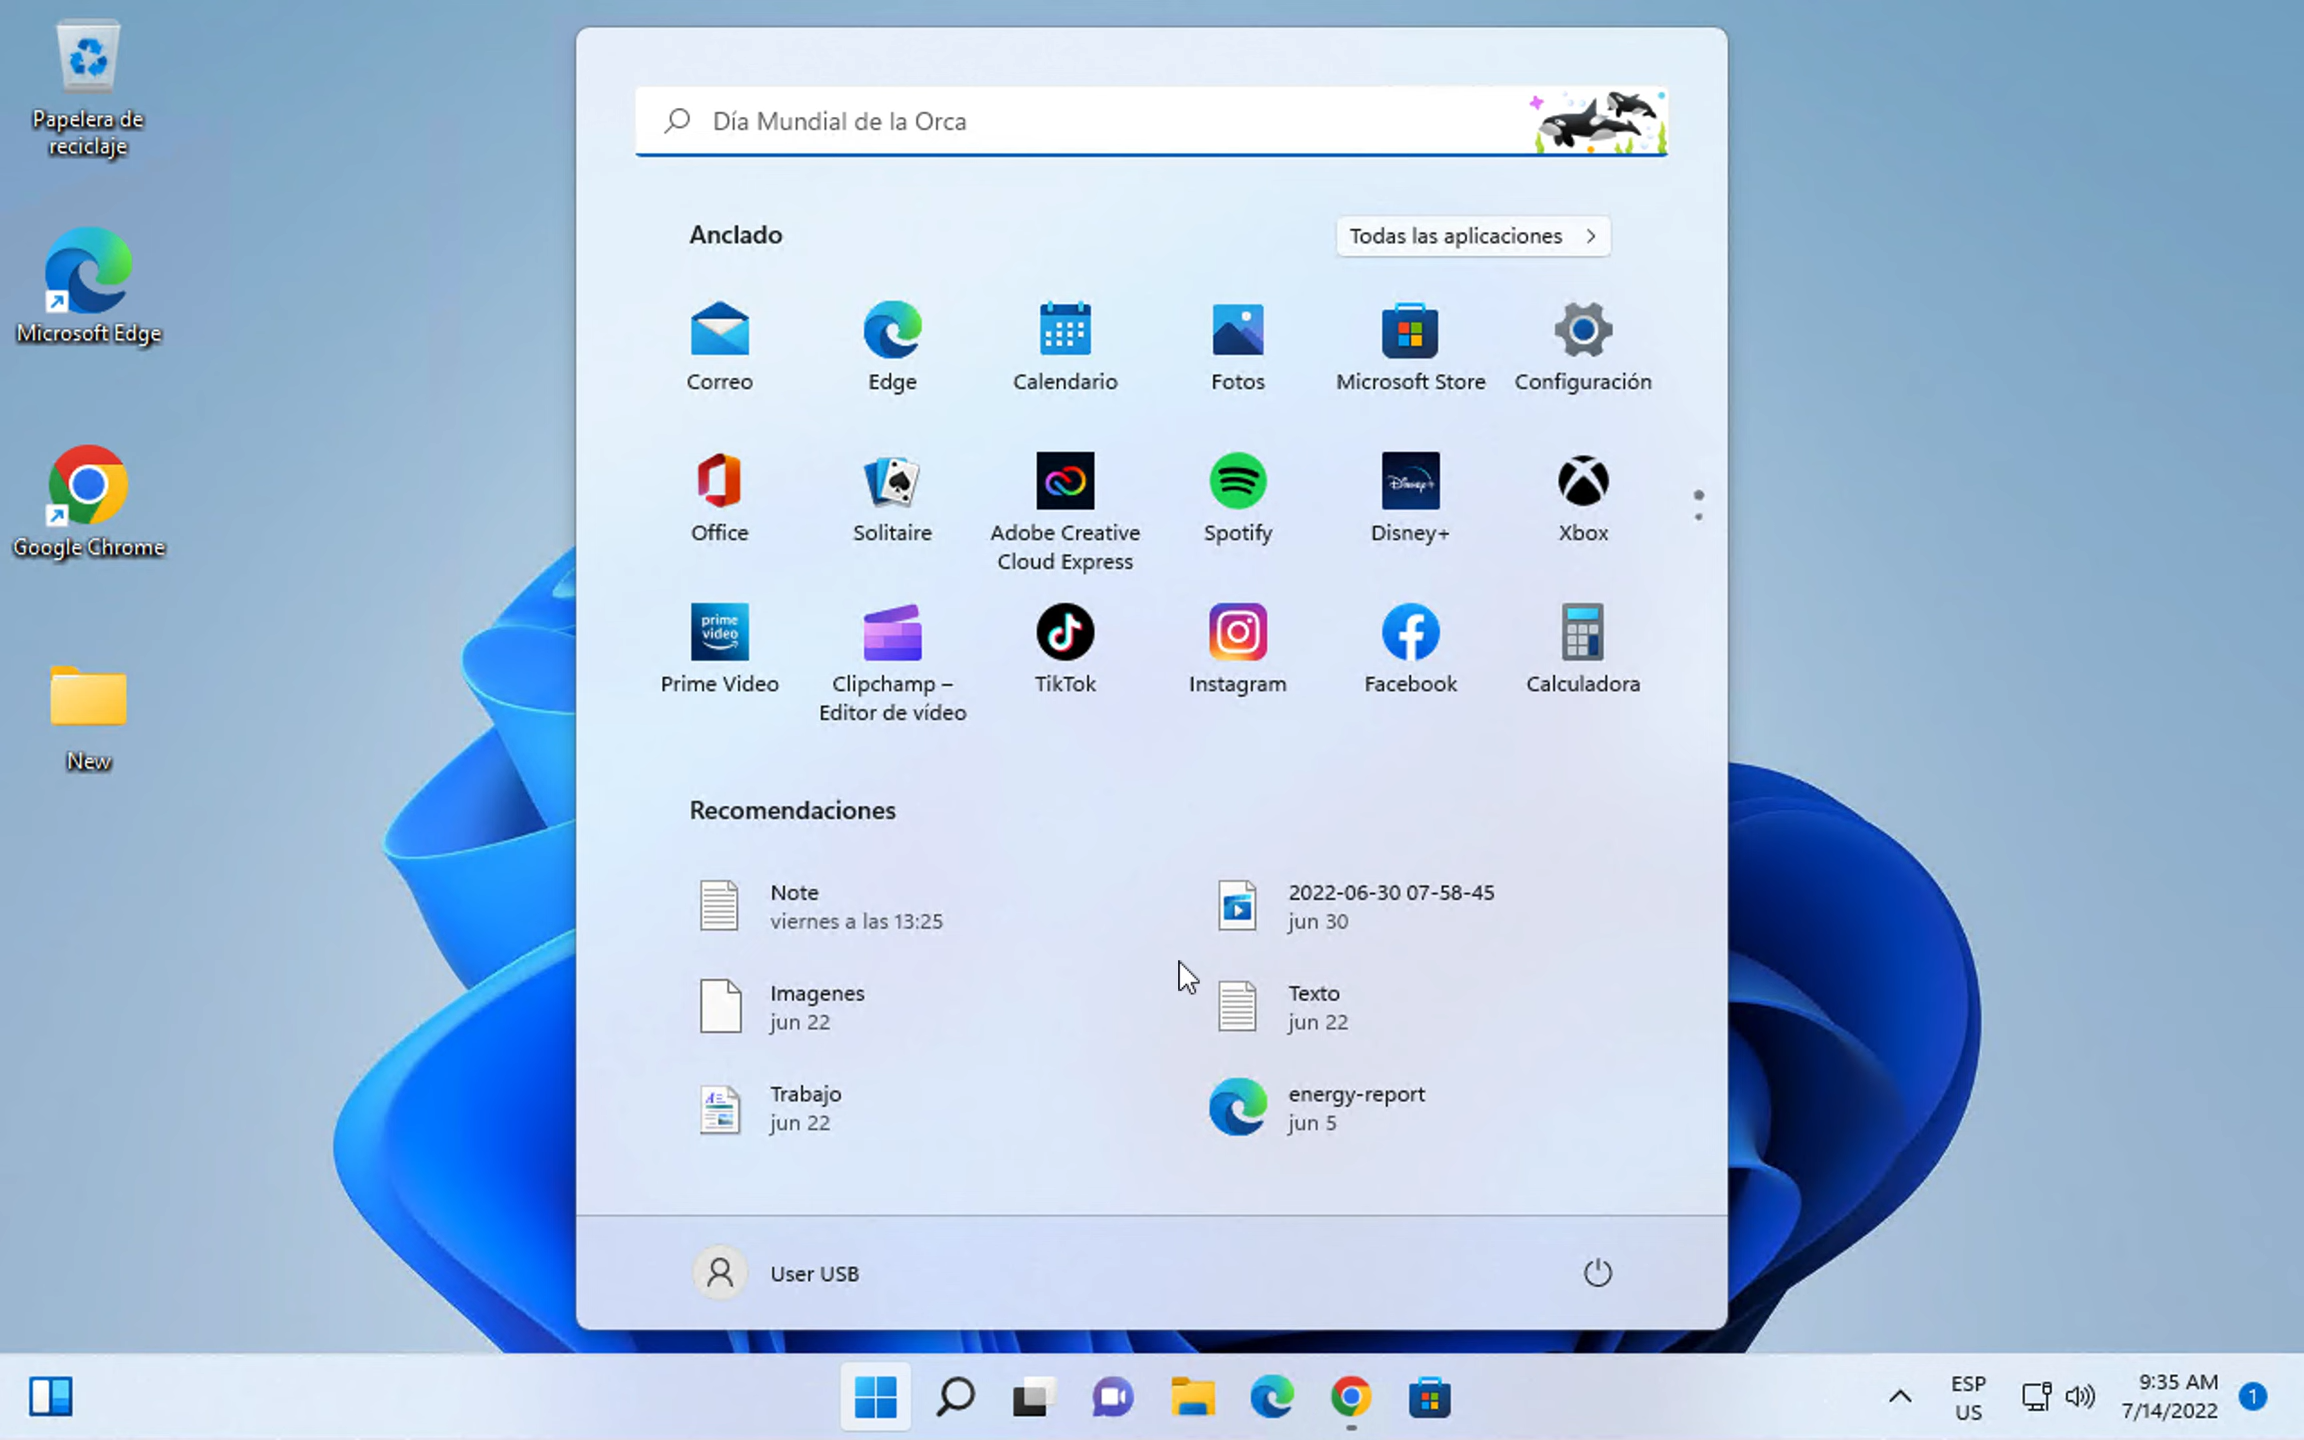 Papelera de
reciclaje
Microsoft Edge
Google Chrome
New
Día Mundial de la Orca
Anclado
Todas las aplicaciones
Correo
Edge
Calendario
Fotos
Microsoft Store
Configuración
Office
Solitaire
Adobe Creative
Cloud Express
Spotify
Disney+
Disney+
Xbox
prime
video
Prime Video
Clipchamp –
Editor de vídeo
TikTok
Instagram
Facebook
Calculadora
Recomendaciones
Note
viernes a las 13:25
2022-06-30 07-58-45
jun 30
Imagenes
jun 22
Texto
jun 22
Trabajo
jun 22
energy-report
jun 5
User USB
ESP
US
9:35 AM
7/14/2022
1